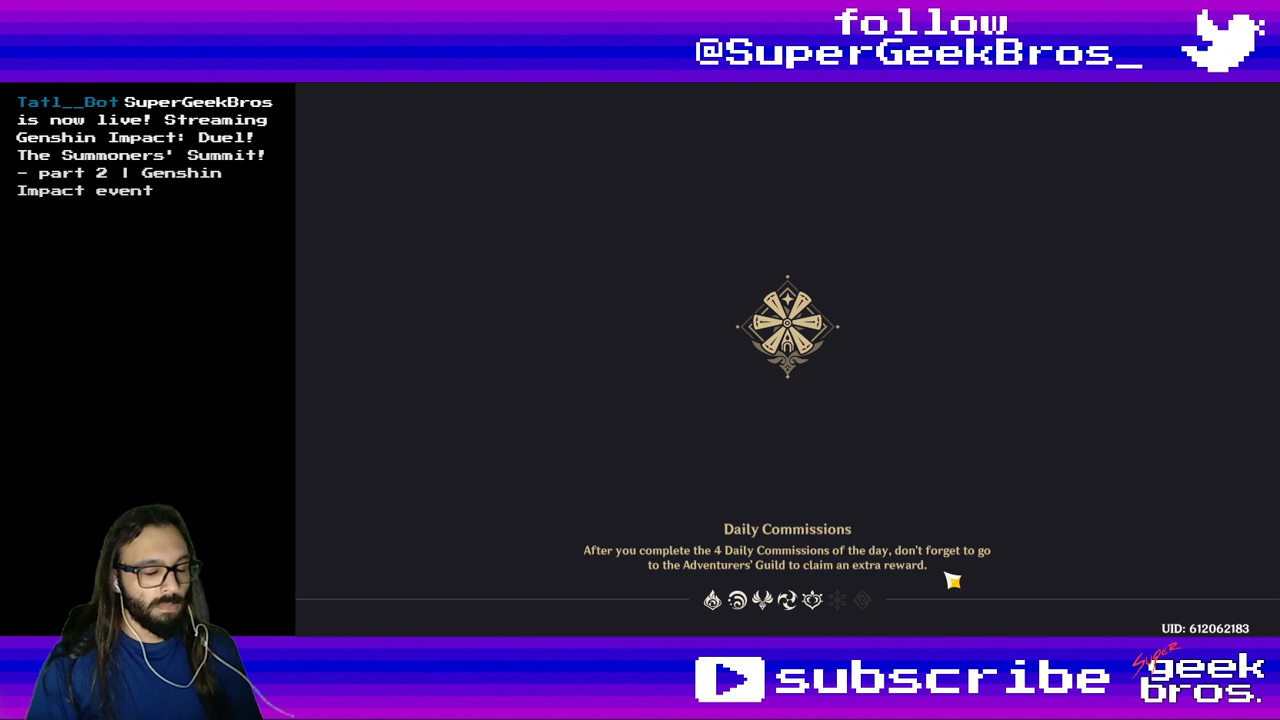 follow
@SuperGeekBros_
Tatl__Bot SuperGeekBros
is now live! Streaming
Genshin Impact: Duel!
The Summoners' Summit!
- part 2 | Genshin
Impact event
Daily Commissions
After you complete the 4 Daily Commissions of the day, don't forget to go
to the Adventurers' Guild to claim an extra reward.
UID: 612062183
subscribe
SUPER
geek
bros.